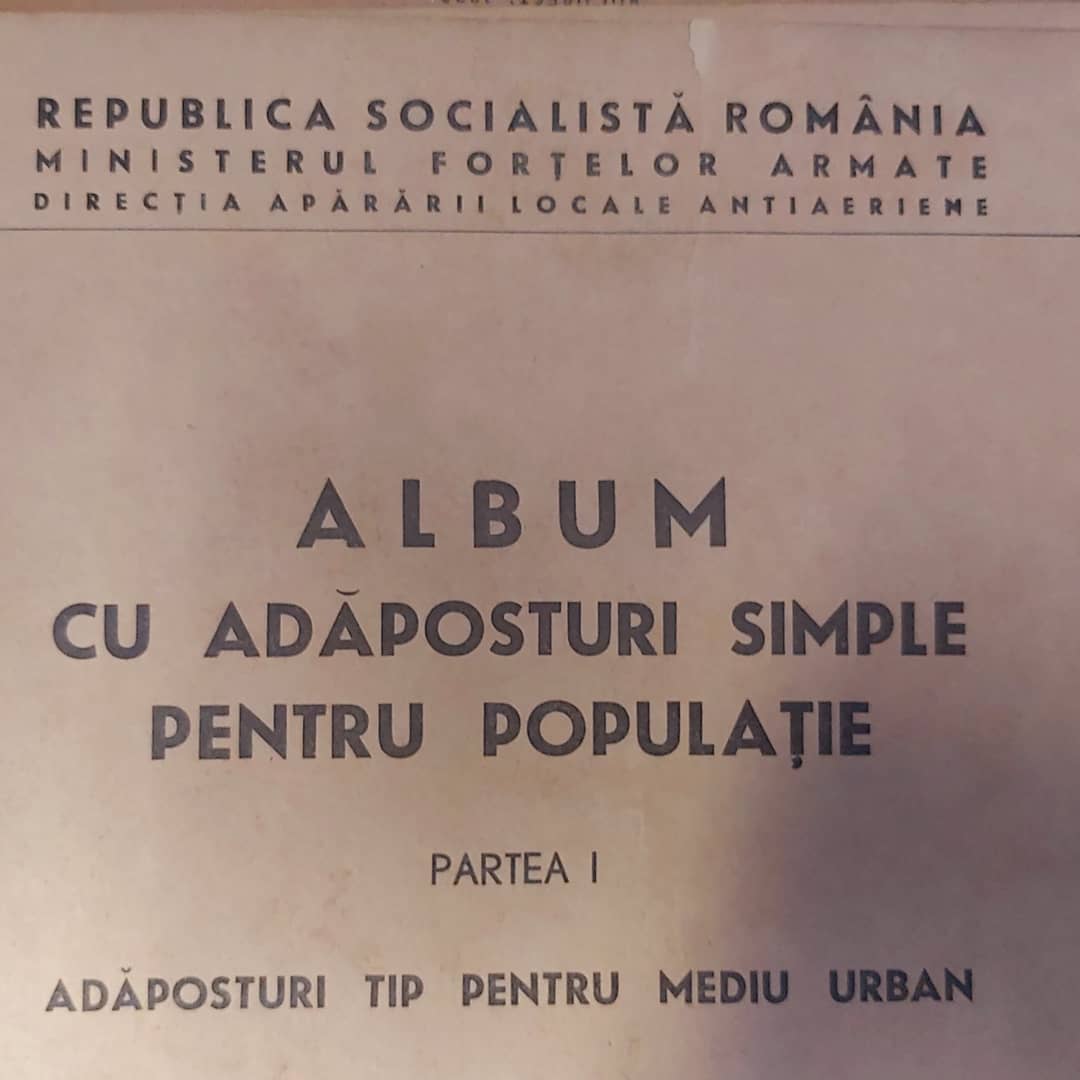 REPUBLICA SOCIALISTĂ ROMÂNIA
MINISTERUL FORȚELOR ARMATE
DIRECȚIA APĂRĂRII LOCALE ANTIAERIENE
ALBUM
CU ADĂPOSTURI SIMPLE
PENTRU POPULAȚIE
PARTEA I
ADĂPOSTURI TIP PENTRU MEDIU URBAN